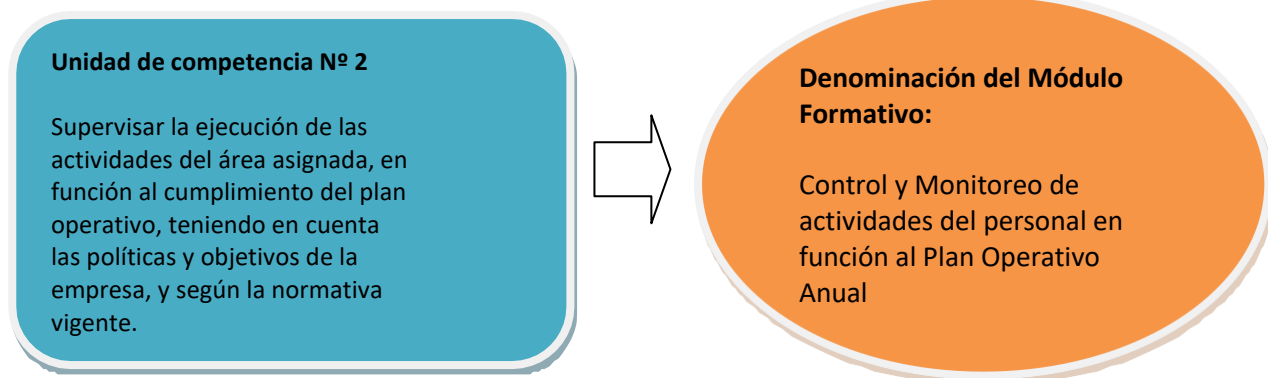 Unidad de competencia Nº 2
Supervisar la ejecución de las
actividades del área asignada, en
función al cumplimiento del plan
operativo, teniendo en cuenta
las políticas y objetivos de la
empresa, y según la normativa
vigente.
Denominación del Módulo
Formativo:
Control y Monitoreo de
actividades del personal en
función al Plan Operativo
Anual